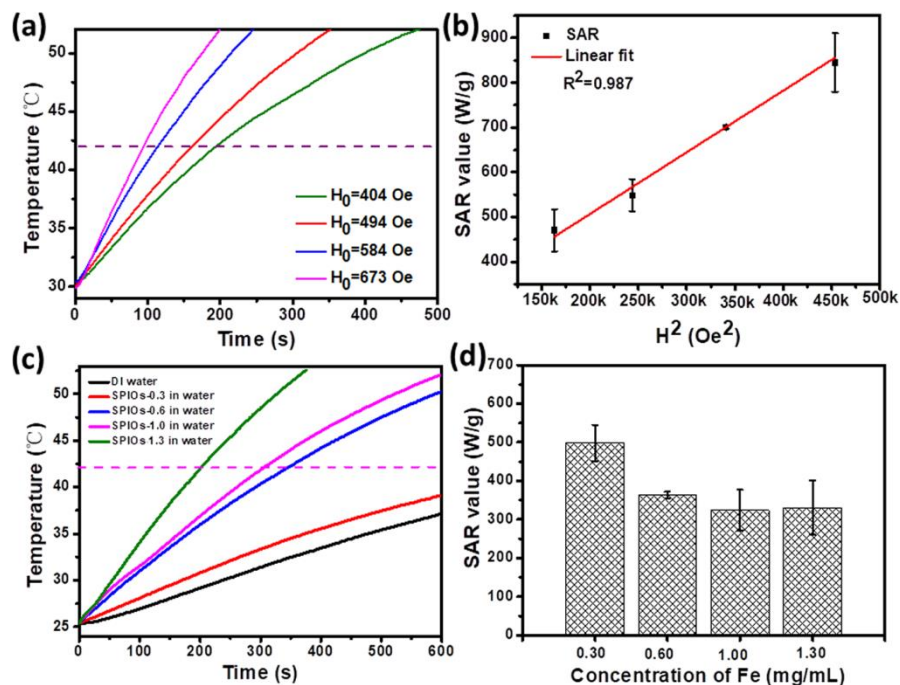 (a)
Temperature (℃)
50
40
30
H0=404 Oe
H0=494 Oe
H0=584 Oe
H0=673 Oe
0 100 200 300 400 500
Time (s)
(b)
SAR value (W/g)
900
800
700
600
500
400
SAR
Linear fit
R²=0.987
150k 200k 250k 300k 350k 400k 450k 500k
H² (Oe²)
(c)
Temperature (℃)
50
45
40
35
30
25
DI water
SPIOs-0.3 in water
SPIOs-0.6 in water
SPIOs-1.0 in water
SPIOs 1.3 in water
0 100 200 300 400 500 600
Time (s)
(d)
SAR value (W/g)
700
600
500
400
300
200
100
0
0.30 0.60 1.00 1.30
Concentration of Fe (mg/mL)